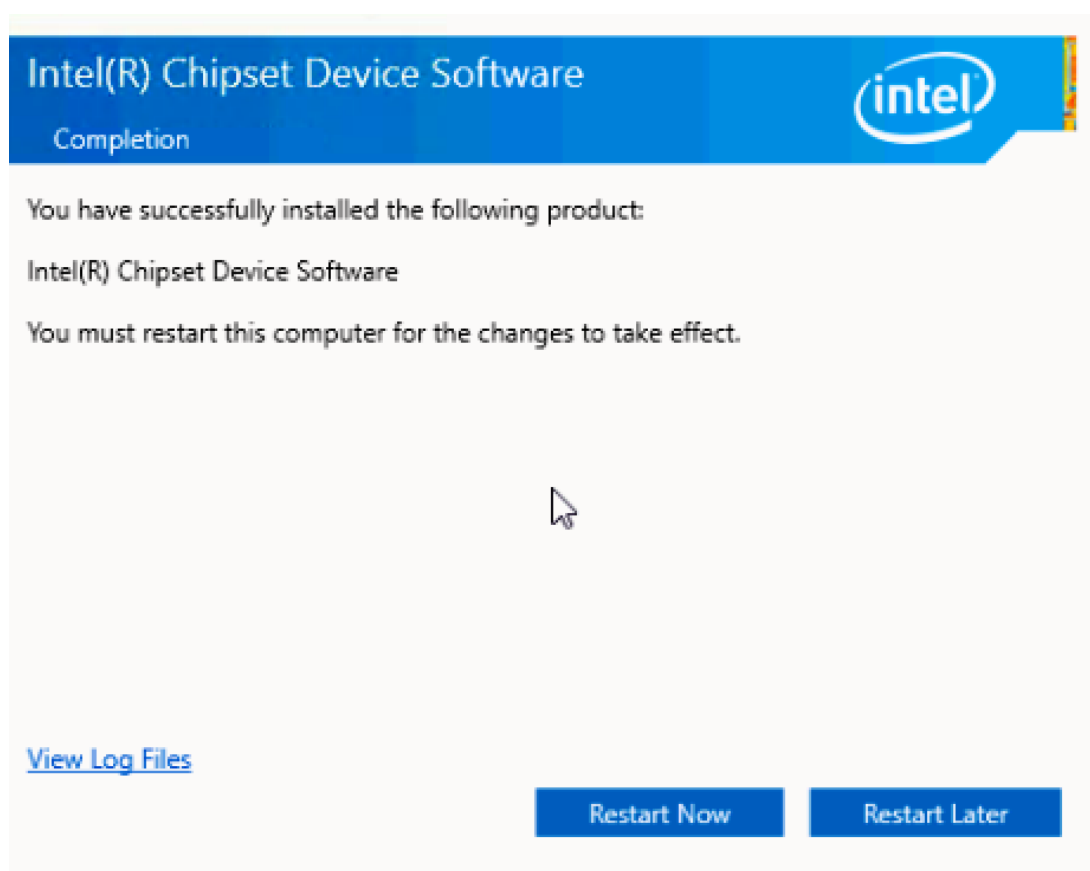 Intel(R) Chipset Device Software
intel
Completion
You have successfully installed the following product:
Intel(R) Chipset Device Software
You must restart this computer for the changes to take effect.
View Log Files
Restart Now
Restart Later